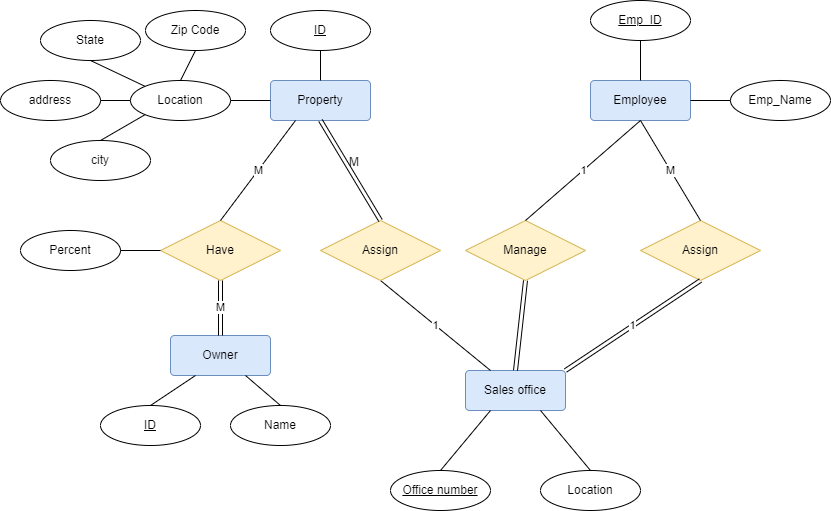 Emp_ID
Zip Code
ID
State
address
Location
Property
Employee
Emp_Name
city
M
M
1
M
Percent
Have
Assign
Manage
Assign
M
1
1
Owner
Sales office
ID
Name
Office number
Location